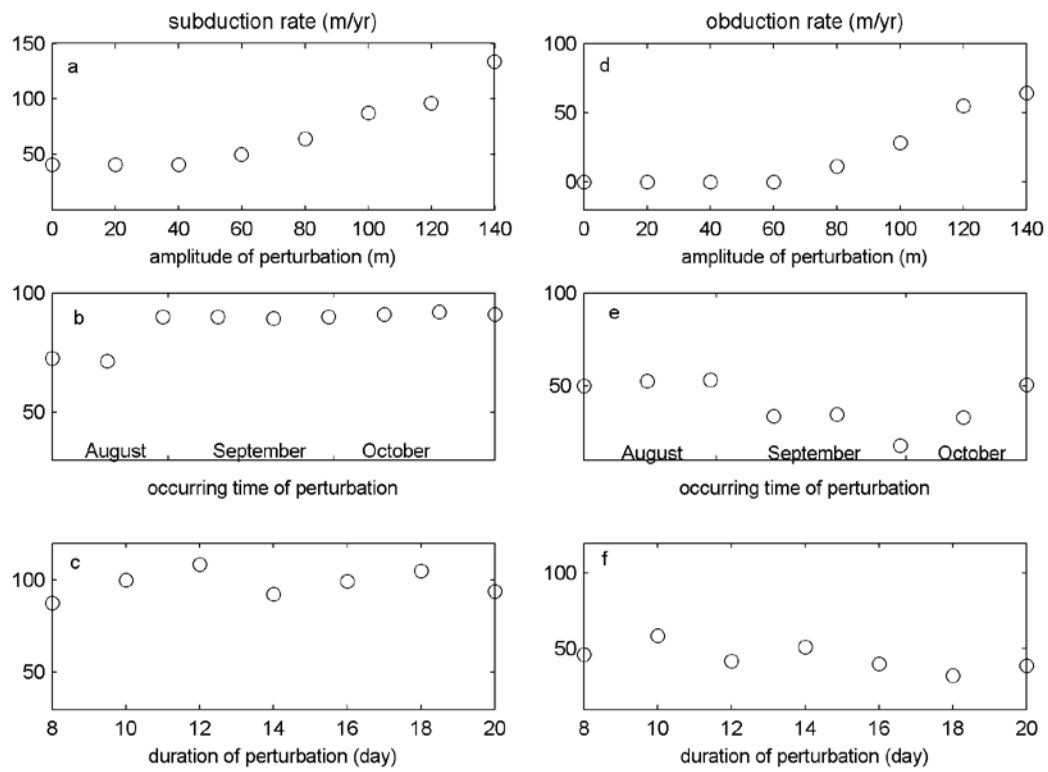 subduction rate (m/yr)
obduction rate (m/yr)
150
100
50
a
0 20 40 60 80 100 120 140
amplitude of perturbation (m)
100
50
0
d
0 20 40 60 80 100 120 140
amplitude of perturbation (m)
100
50
b
August September October
occurring time of perturbation
100
50
e
August September October
occurring time of perturbation
100
50
c
8 10 12 14 16 18 20
duration of perturbation (day)
100
50
f
8 10 12 14 16 18 20
duration of perturbation (day)